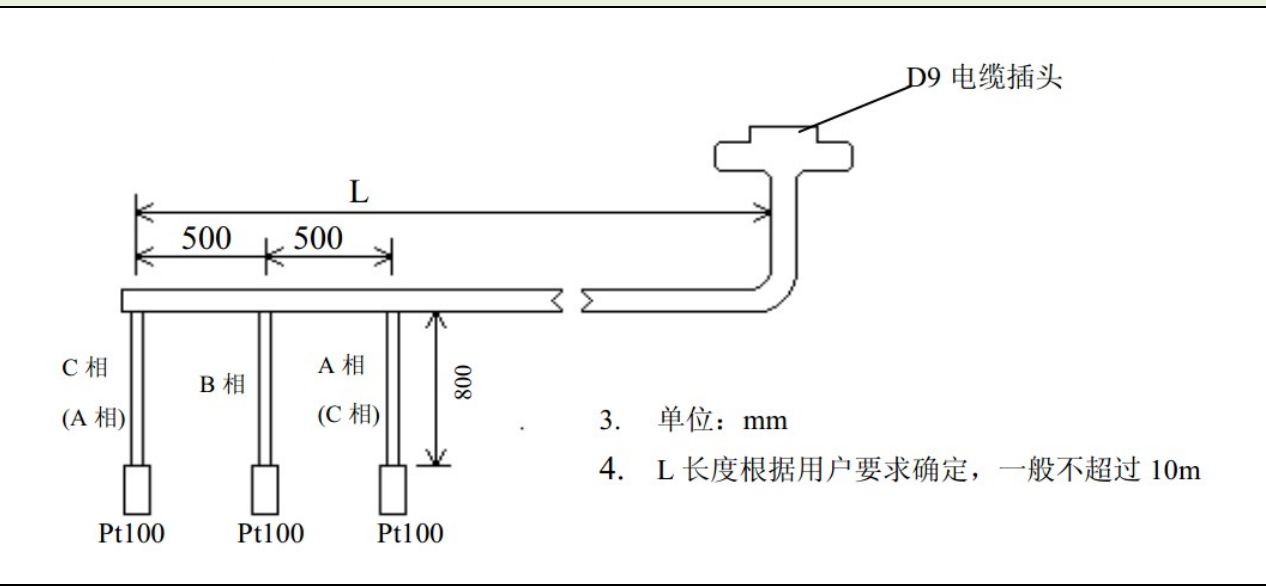 D9 电缆插头
L
500 500
C 相
(A 相)
B 相
A 相
(C 相)
800
3. 单位：mm
4. L 长度根据用户要求确定，一般不超过 10m
Pt100 Pt100 Pt100